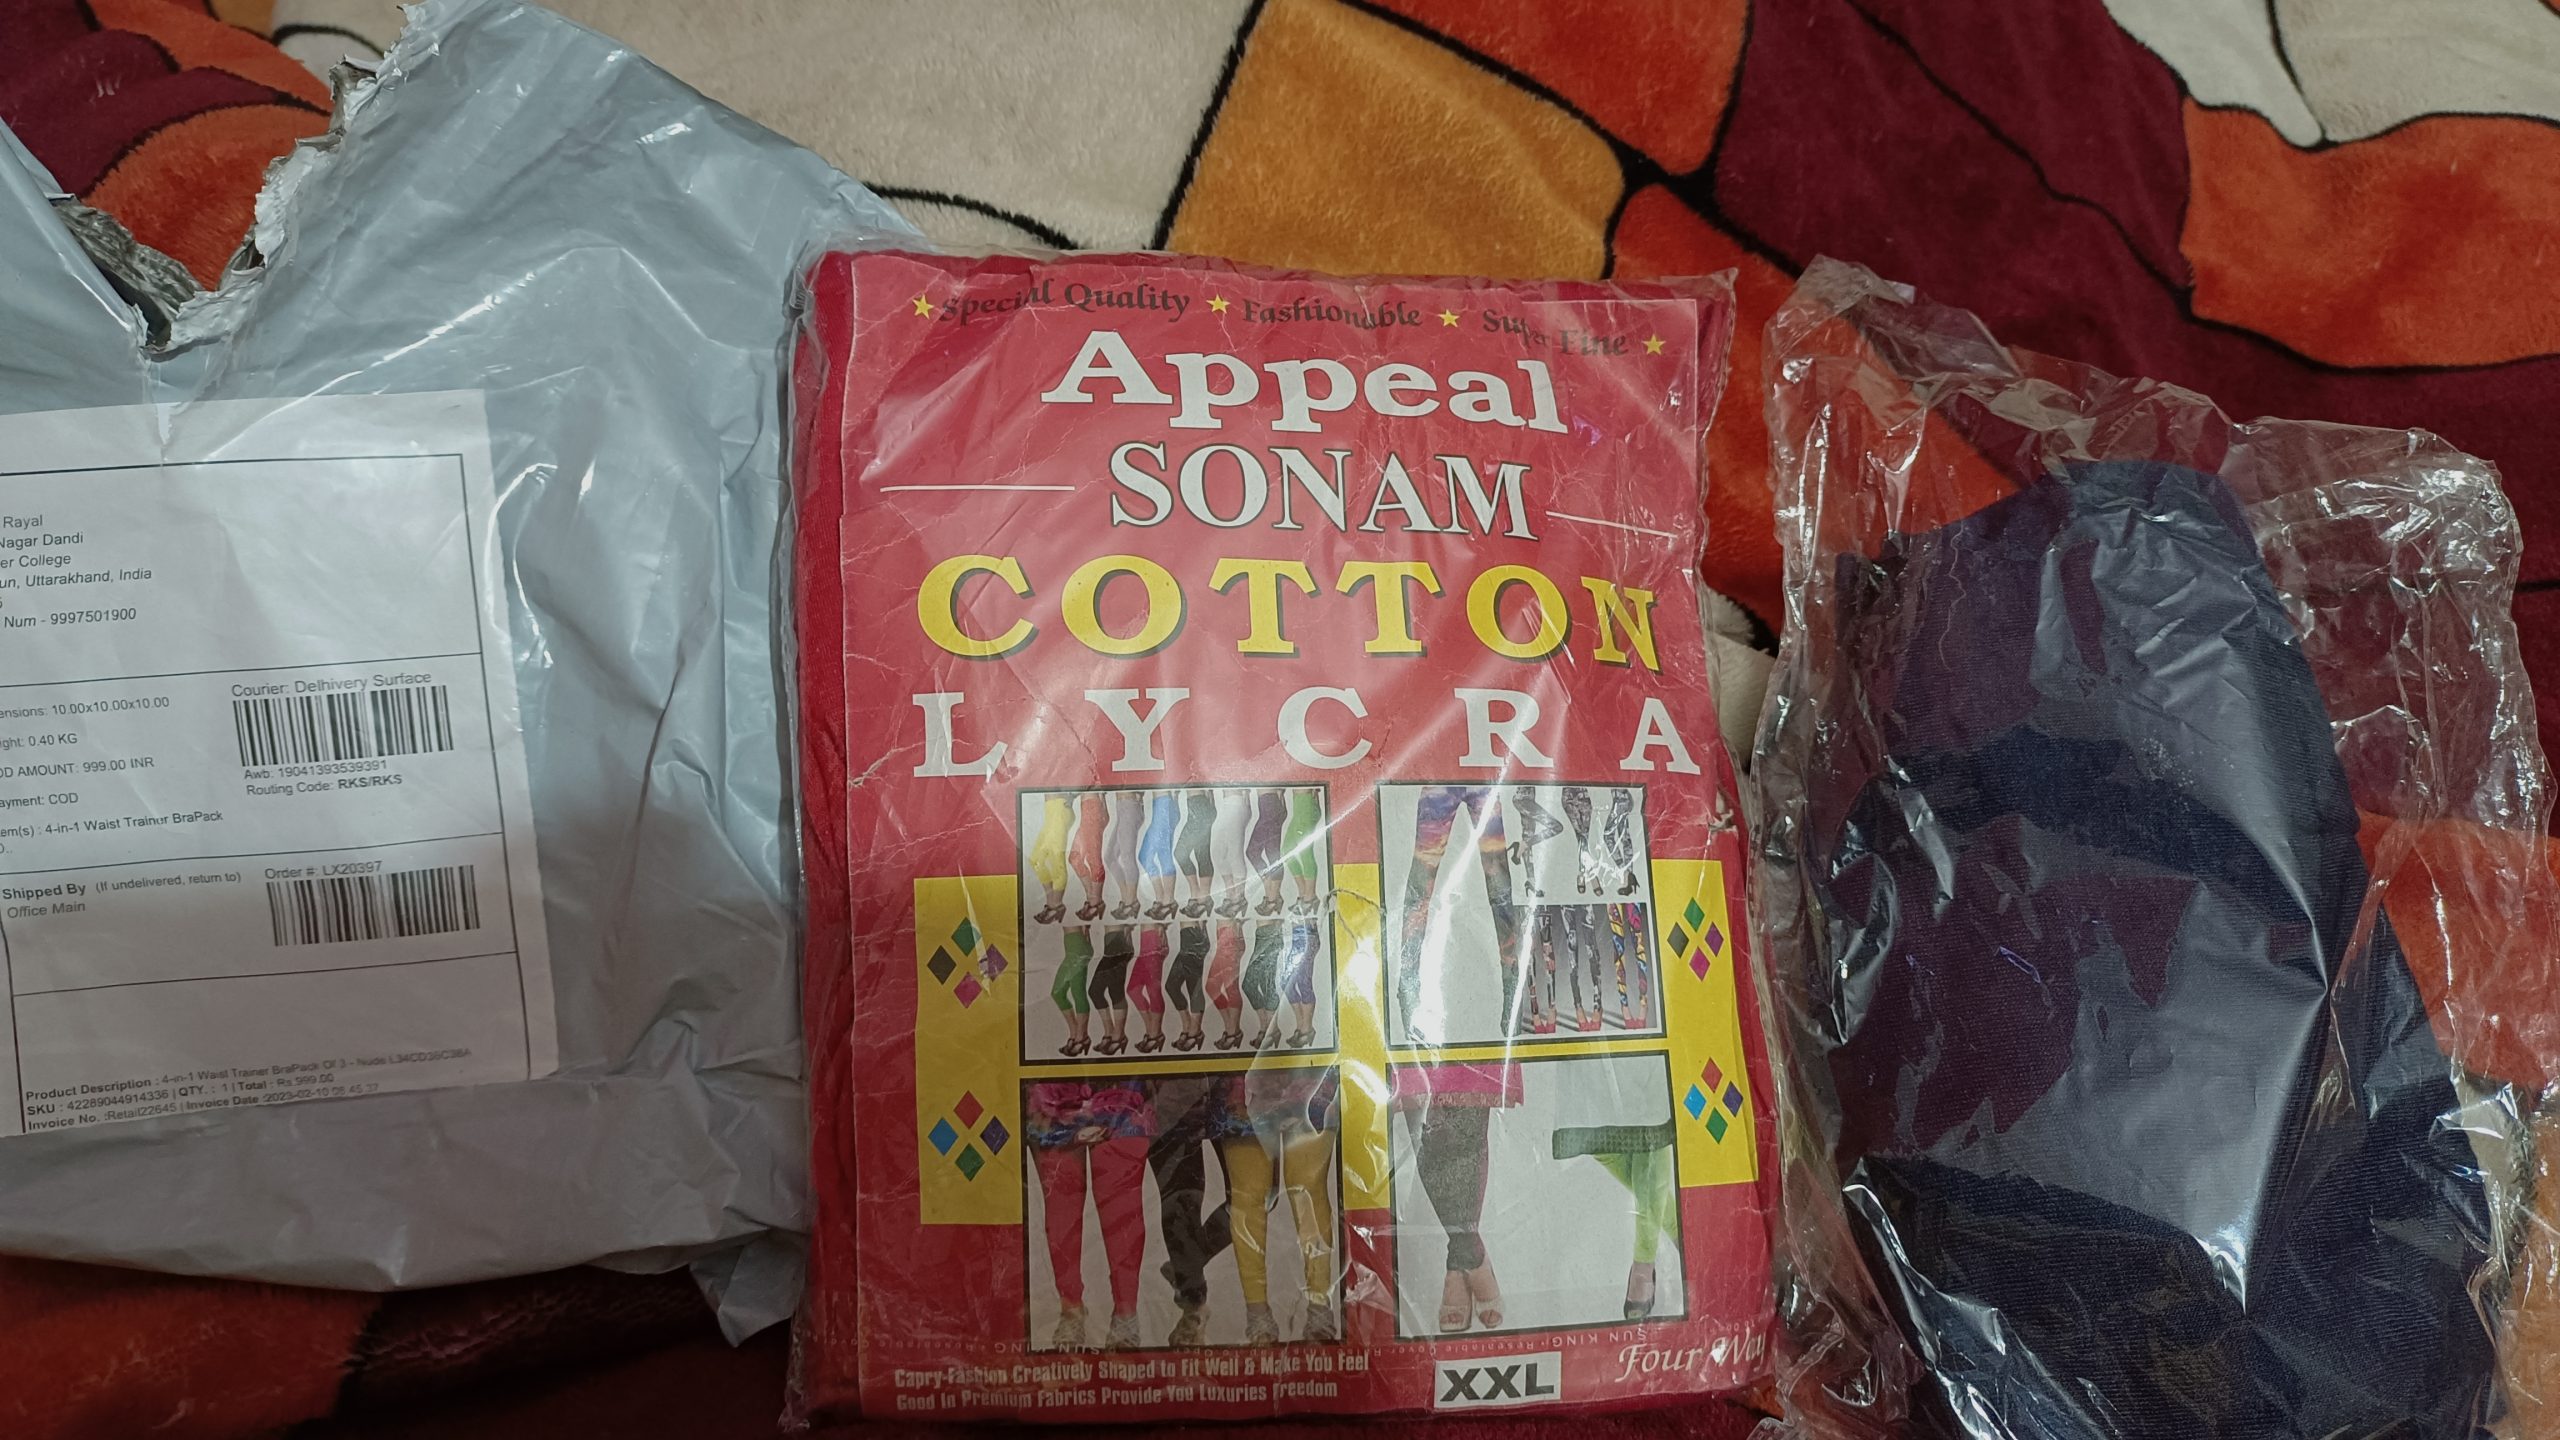 Rayal
Nagar Dandi
er College
un, Uttarakhand, India
Num - 9997501900
ensions: 10.00x10.00x10.00
ght: 0.40 KG
OD AMOUNT: 999.00 INR
ayment: COD
em(s) : 4-in-1 Waist Trainer BraPack
Courier: Delhivery Surface
Awb: 19041393539391
Routing Code: RKS/RKS
Shipped By (If undelivered, return to)
Office Main
Order #: LX20397
Product Description : 4-in-1 Waist Trainer BraPack Of 3 - Nude
SKU : 42289044914336 | QTY. : 1 | Total : Rs.999.00
Invoice No. :Retail22645 | Invoice Date :2023-02-10 06:45:37
Special Quality Fashionable Super Fine
Appeal
SONAM
COTTON
LYCRA
SUN KING
Capry-Fashion Creatively Shaped to Fit Well & Make You Feel
Good In Premium Fabrics Provide You Luxuries Freedom
XXL
Four Way